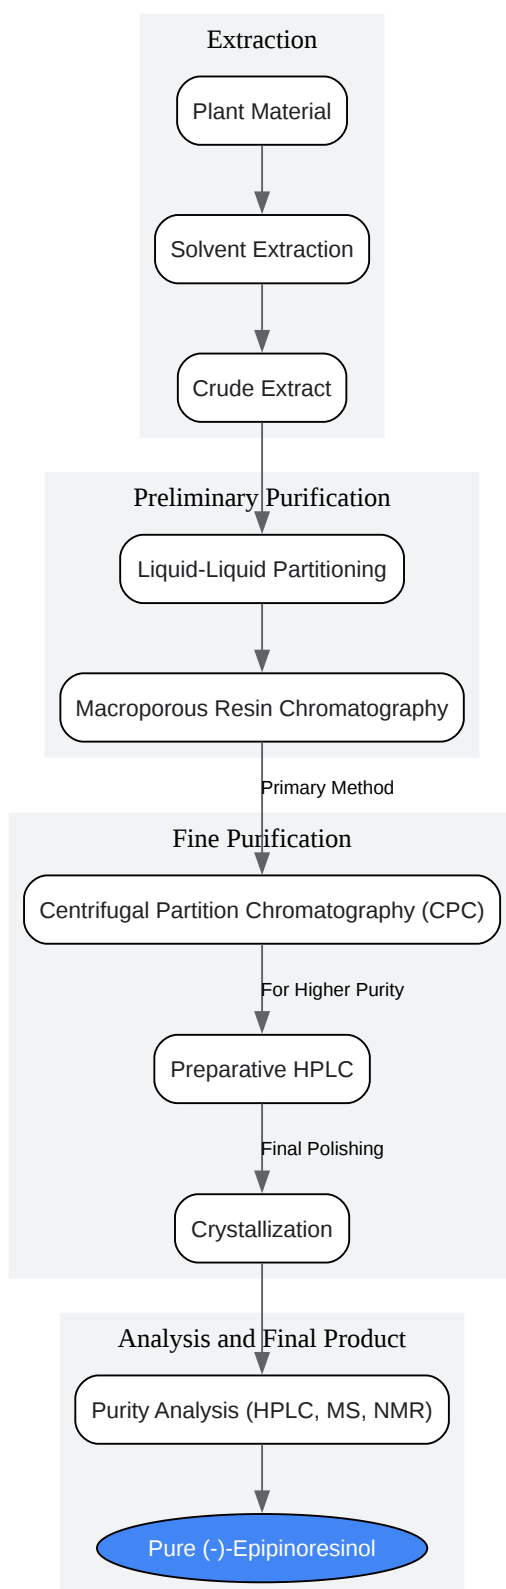 Extraction
Plant Material
Solvent Extraction
Crude Extract
Preliminary Purification
Liquid-Liquid Partitioning
Macroporous Resin Chromatography
Primary Method
Fine Purification
Centrifugal Partition Chromatography (CPC)
For Higher Purity
Preparative HPLC
Final Polishing
Crystallization
Analysis and Final Product
Purity Analysis (HPLC, MS, NMR)
Pure (-)-Epipinoresinol